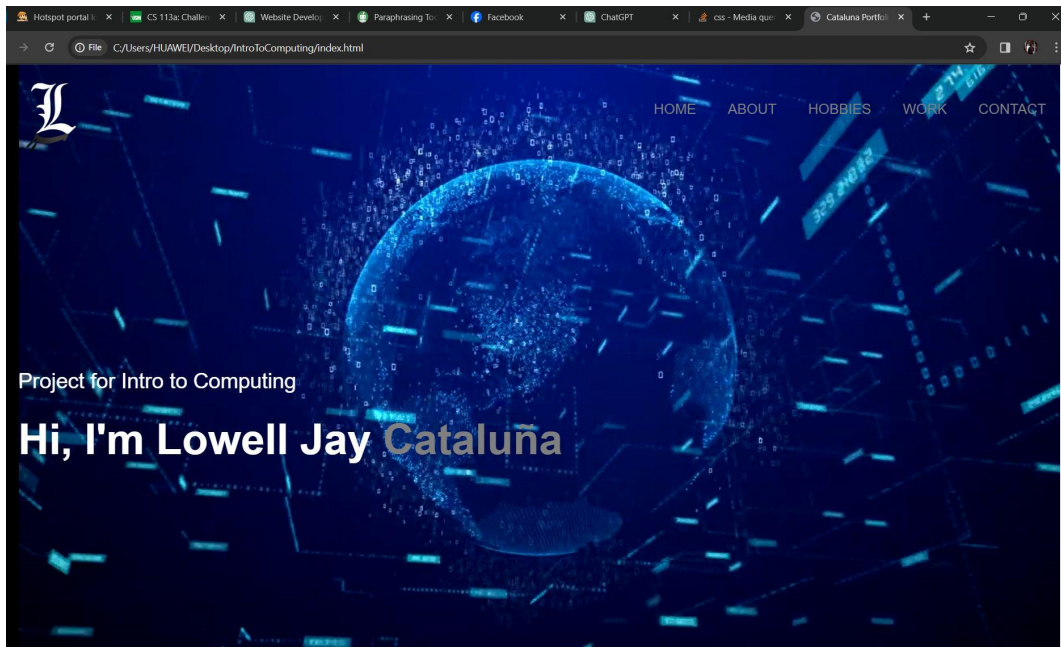 Hotspot portal l
CS 113a: Challen
Website Develop
Paraphrasing Too
Facebook
ChatGPT
css - Media quer
Cataluna Portfoli
File C:/Users/HUAWEI/Desktop/IntroToComputing/index.html
L
HOME ABOUT HOBBIES WORK CONTACT
Project for Intro to Computing
Hi, I'm Lowell Jay Cataluña